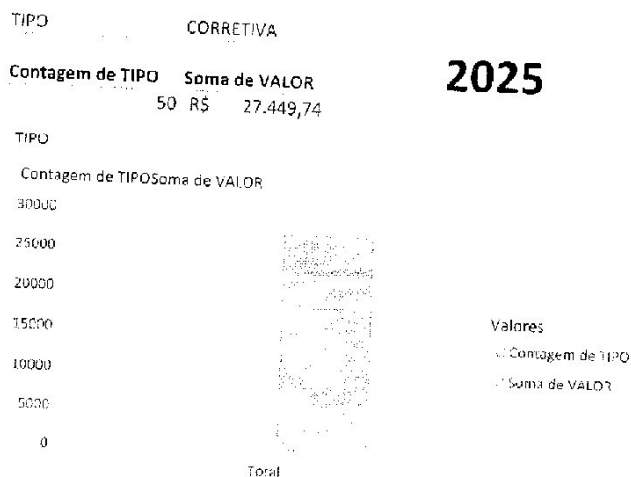 TIPO CORRETIVA
Contagem de TIPO Soma de VALOR
2025
50 R$ 27.449,74
TIPO
Contagem de TIPOSoma de VALOR
30000
25000
20000
15000
10000
5000
0
Total
Valores
Contagem de TIPO
Soma de VALOR